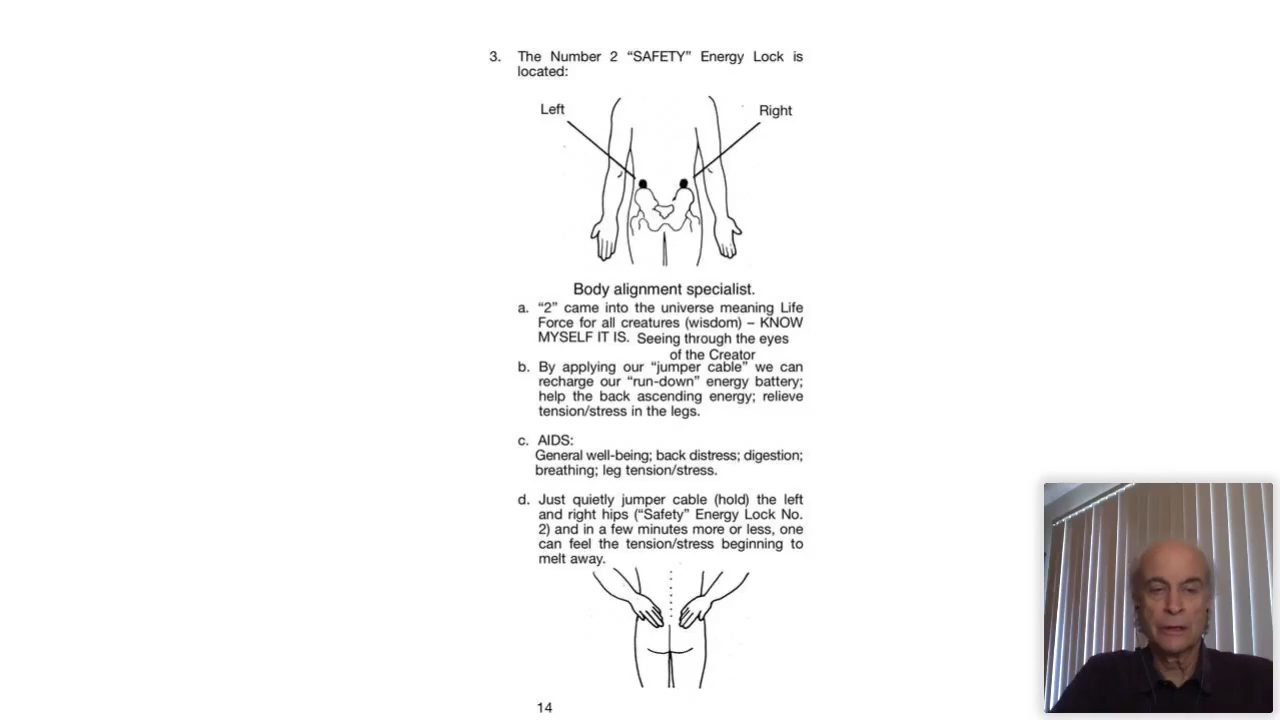 3. The Number 2 “SAFETY” Energy Lock is
located:
Left
Right
Body alignment specialist.
a. “2” came into the universe meaning Life
Force for all creatures (wisdom) – KNOW
MYSELF IT IS. Seeing through the eyes
of the Creator
b. By applying our “jumper cable” we can
recharge our “run-down” energy battery;
help the back ascending energy; relieve
tension/stress in the legs.
c. AIDS:
General well-being; back distress; digestion;
breathing; leg tension/stress.
d. Just quietly jumper cable (hold) the left
and right hips (“Safety” Energy Lock No.
2) and in a few minutes more or less, one
can feel the tension/stress beginning to
melt away.
14